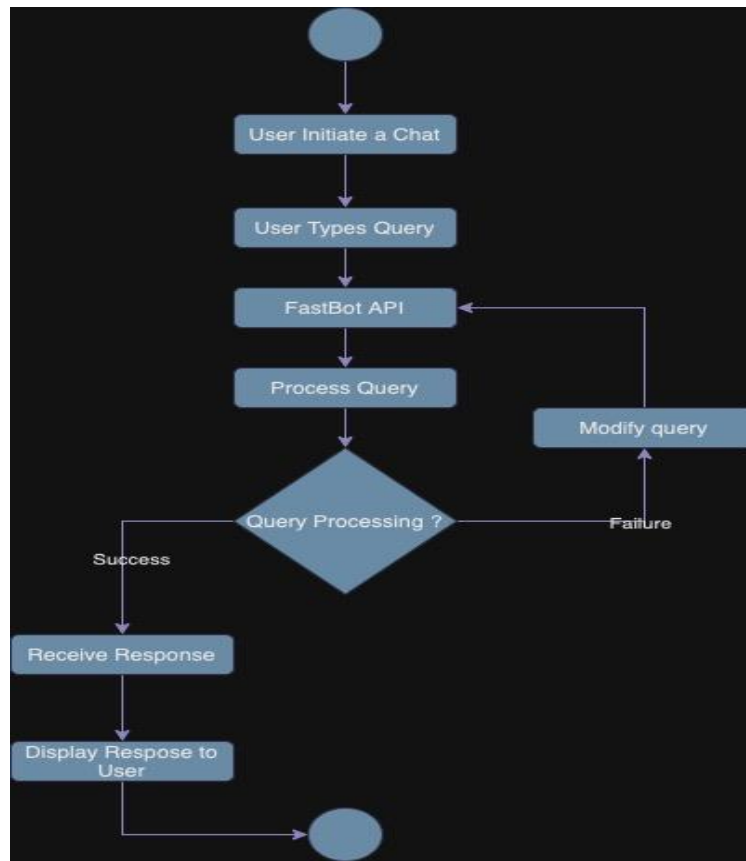 User Initiate a Chat
User Types Query
FastBot API
Process Query
Modify query
Query Processing ?
Failure
Success
Receive Response
Display Respose to
User